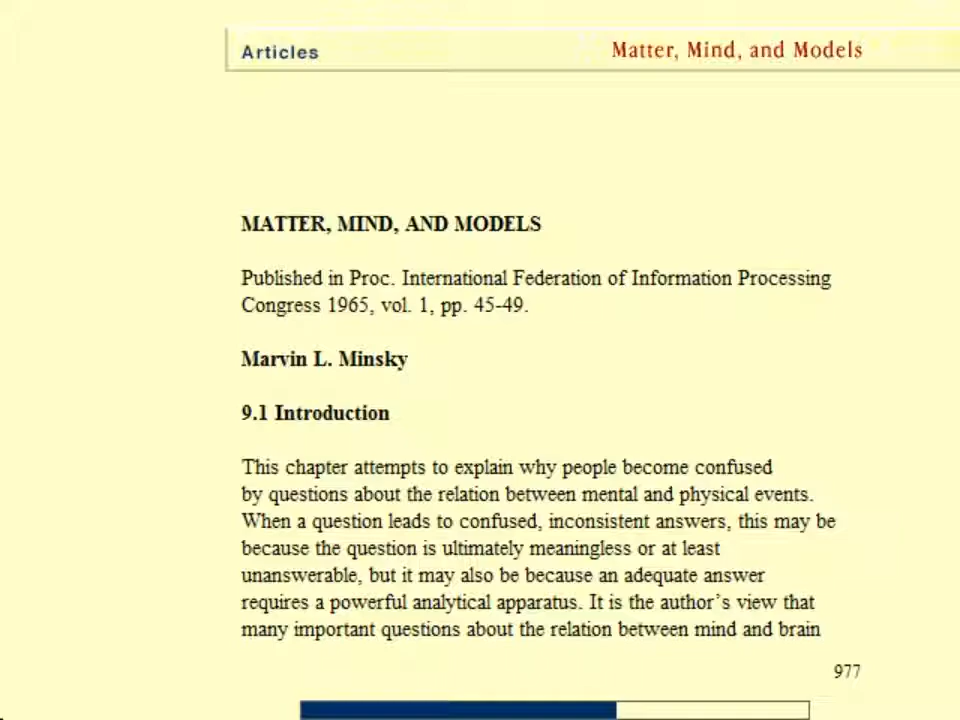 Articles
Matter, Mind, and Models
MATTER, MIND, AND MODELS
Published in Proc. International Federation of Information Processing
Congress 1965, vol. 1, pp. 45-49.
Marvin L. Minsky
9.1 Introduction
This chapter attempts to explain why people become confused
by questions about the relation between mental and physical events.
When a question leads to confused, inconsistent answers, this may be
because the question is ultimately meaningless or at least
unanswerable, but it may also be because an adequate answer
requires a powerful analytical apparatus. It is the author's view that
many important questions about the relation between mind and brain
977